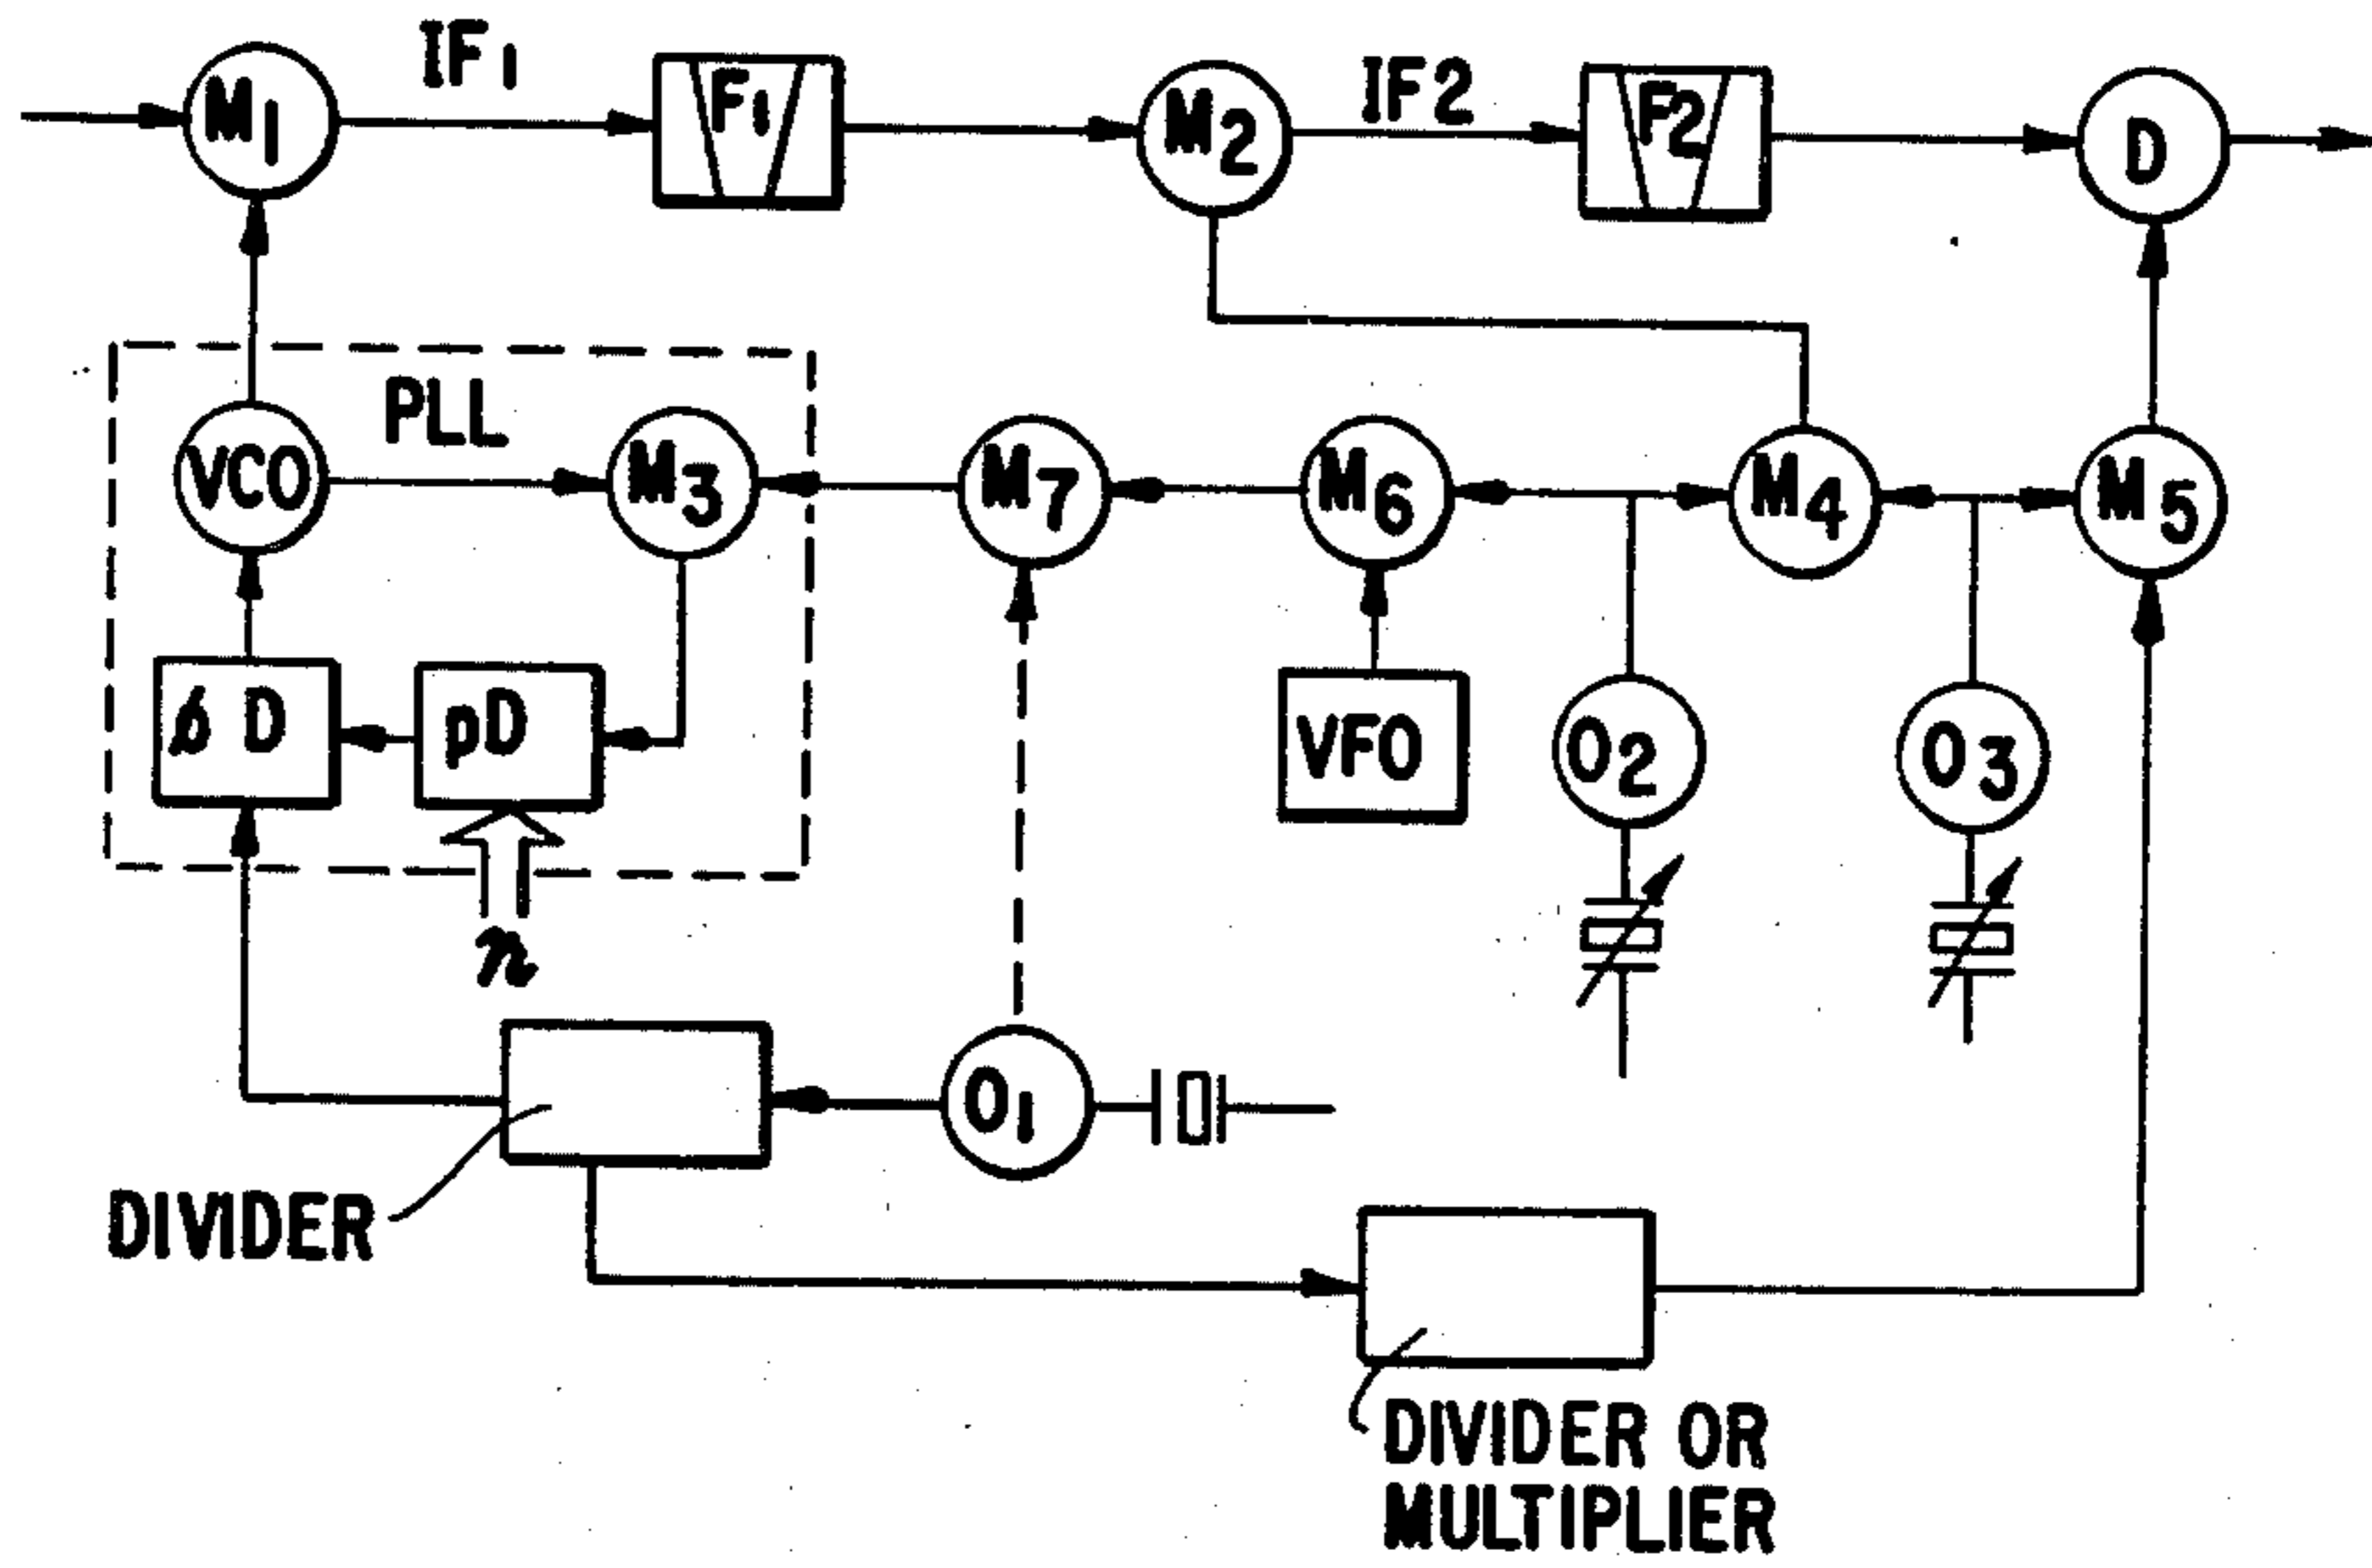 IF1
M1
F1
M2
IF2
F2
D
PLL
VCO
M3
M7
M6
M4
M5
øD
pD
VFO
O2
O3
n
O1
DIVIDER
DIVIDER OR
MULTIPLIER